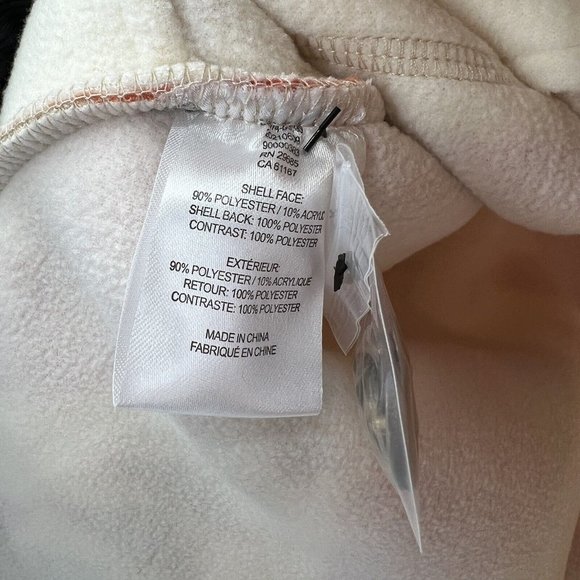 RN 29685
CA 61167
SHELL FACE:
90% POLYESTER / 10% ACRYLIC
SHELL BACK: 100% POLYESTER
CONTRAST: 100% POLYESTER
EXTÉRIEUR:
90% POLYESTER / 10% ACRYLIQUE
RETOUR: 100% POLYESTER
CONTRASTE: 100% POLYESTER
MADE IN CHINA
FABRIQUÉ EN CHINE